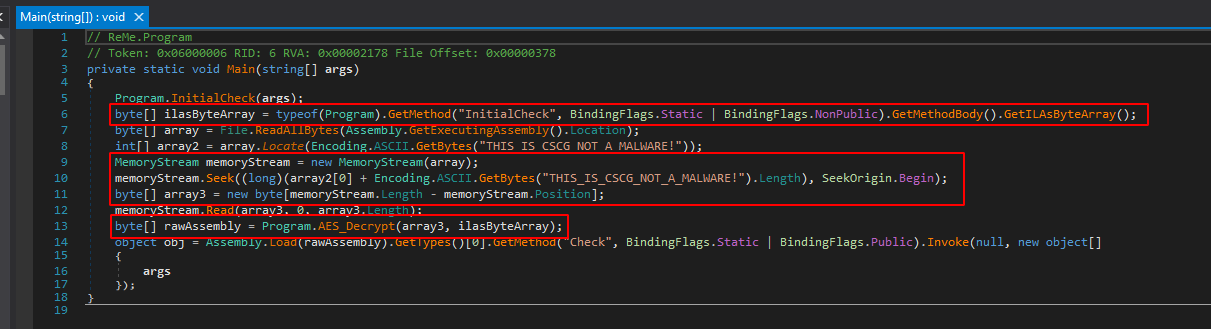 Main(string[]) : void ×
1 // ReMe.Program
2 // Token: 0x06000006 RID: 6 RVA: 0x00002178 File Offset: 0x00000378
3 private static void Main(string[] args)
4 {
5 Program.InitialCheck(args);
6 byte[] ilasByteArray = typeof(Program).GetMethod("InitialCheck", BindingFlags.Static | BindingFlags.NonPublic).GetMethodBody().GetILAsByteArray();
7 byte[] array = File.ReadAllBytes(Assembly.GetExecutingAssembly().Location);
8 int[] array2 = array.Locate(Encoding.ASCII.GetBytes("THIS_IS_CSCG_NOT_A_MALWARE!"));
9 MemoryStream memoryStream = new MemoryStream(array);
10 memoryStream.Seek((long)(array2[0] + Encoding.ASCII.GetBytes("THIS_IS_CSCG_NOT_A_MALWARE!").Length), SeekOrigin.Begin);
11 byte[] array3 = new byte[memoryStream.Length - memoryStream.Position];
12 memoryStream.Read(array3, 0, array3.Length);
13 byte[] rawAssembly = Program.AES_Decrypt(array3, ilasByteArray);
14 object obj = Assembly.Load(rawAssembly).GetTypes()[0].GetMethod("Check", BindingFlags.Static | BindingFlags.Public).Invoke(null, new object[]
15 {
16 args
17 });
18 }
19